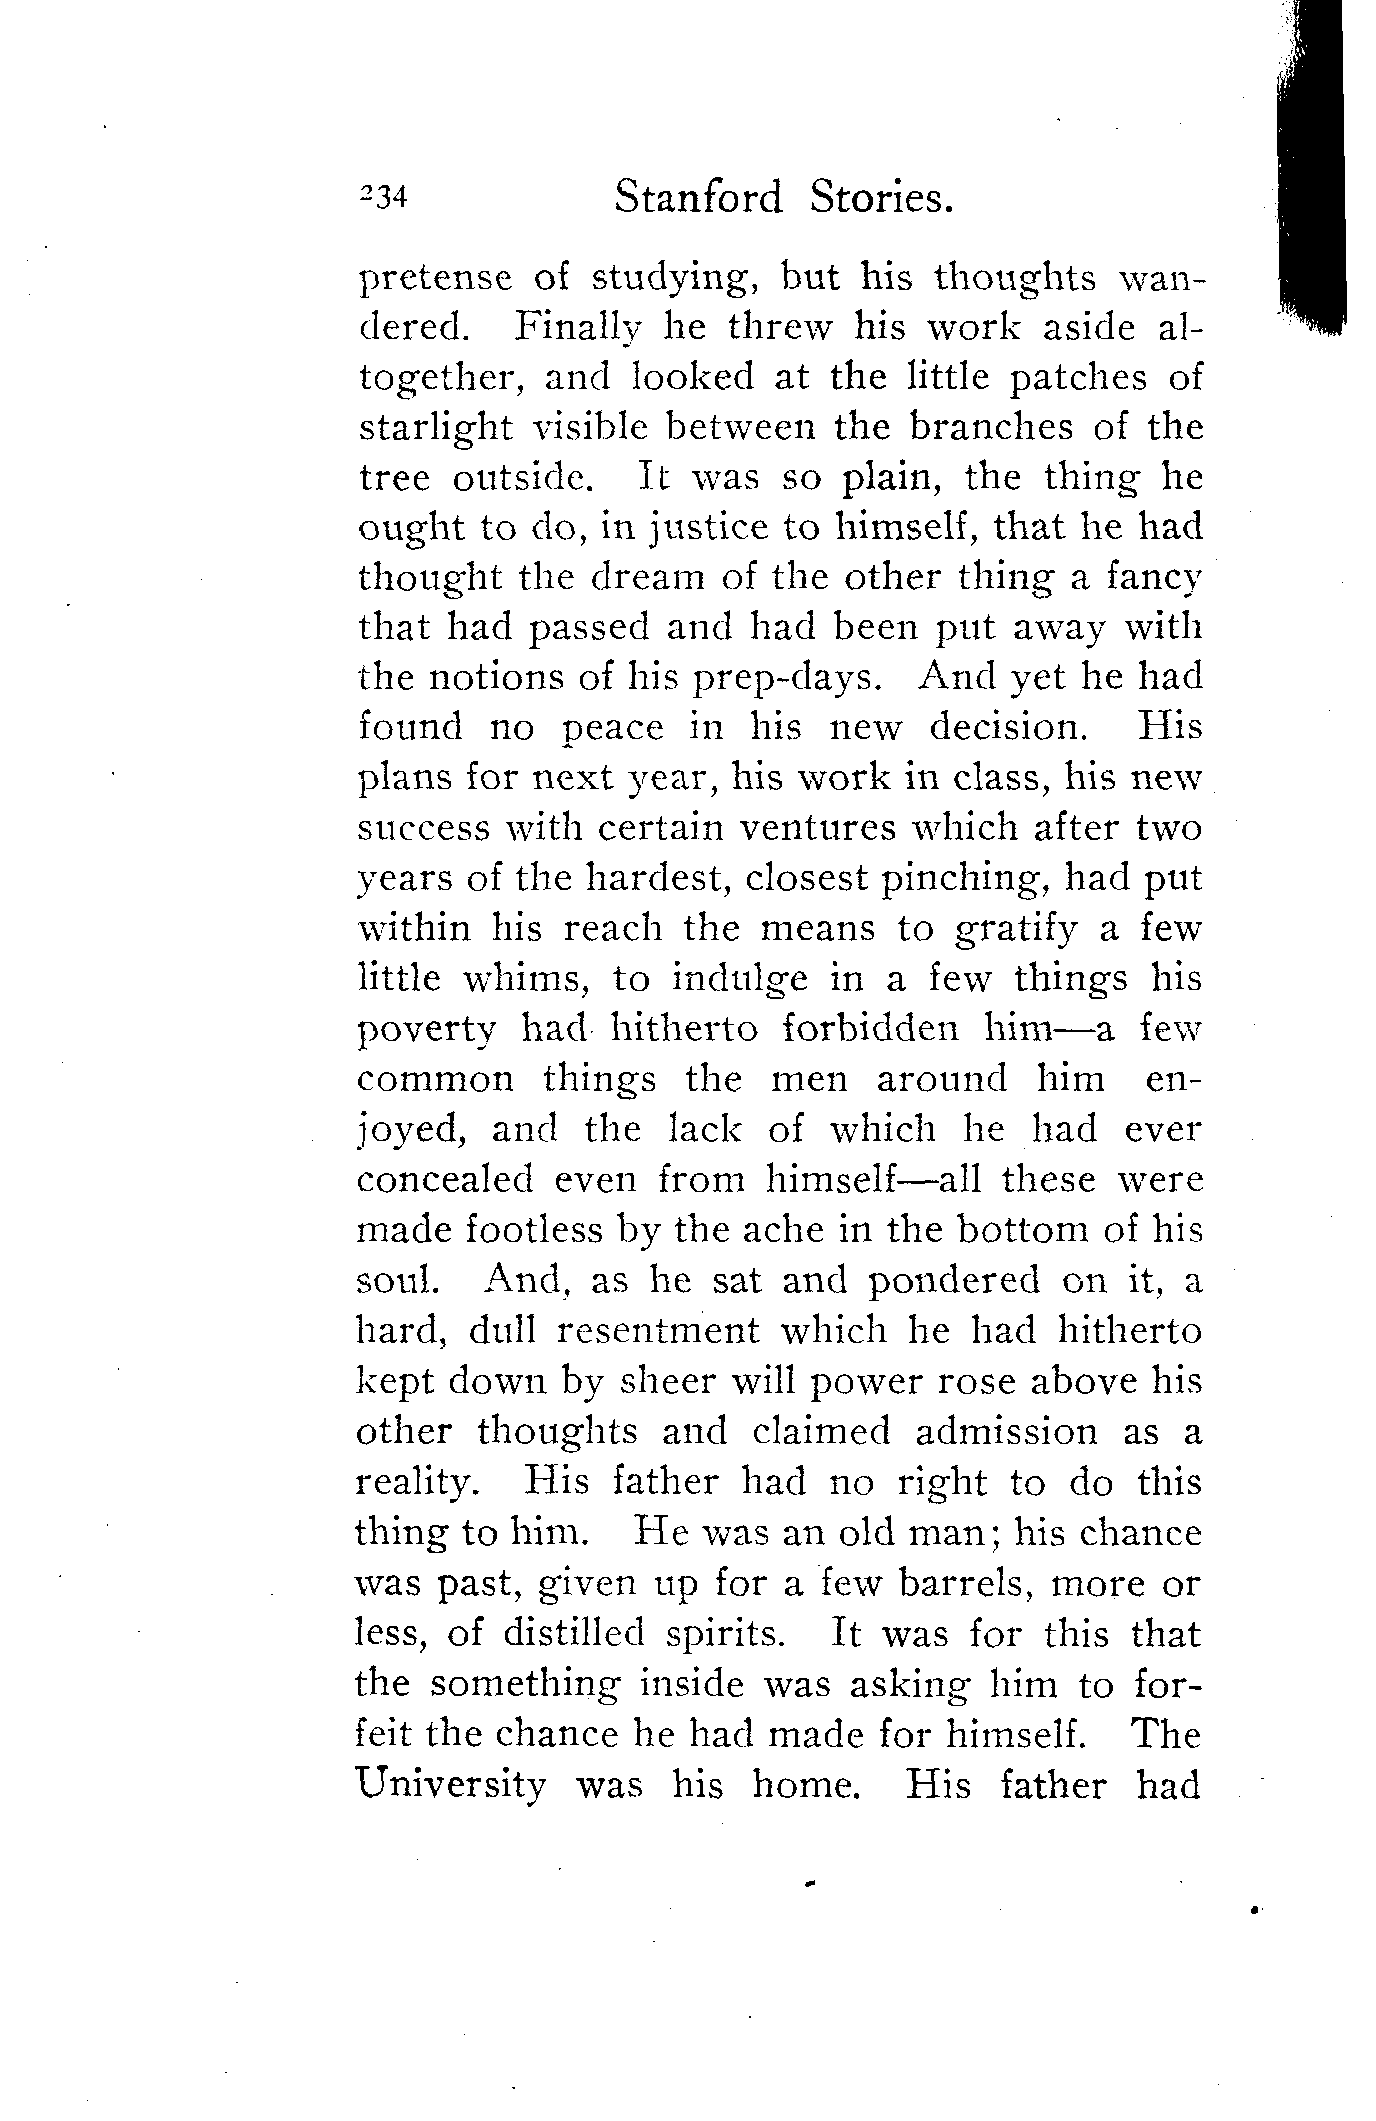 234 Stanford Stories.
pretense of studying, but his thoughts wan-
dered. Finally he threw his work aside al-
together, and looked at the little patches of
starlight visible between the branches of the
tree outside. It was so plain, the thing he
ought to do, in justice to himself, that he had
thought the dream of the other thing a fancy
that had passed and had been put away with
the notions of his prep-days. And yet he had
found no peace in his new decision. His
plans for next year, his work in class, his new
success with certain ventures which after two
years of the hardest, closest pinching, had put
within his reach the means to gratify a few
little whims, to indulge in a few things his
poverty had hitherto forbidden him—a few
common things the men around him en-
joyed, and the lack of which he had ever
concealed even from himself—all these were
made footless by the ache in the bottom of his
soul. And, as he sat and pondered on it, a
hard, dull resentment which he had hitherto
kept down by sheer will power rose above his
other thoughts and claimed admission as a
reality. His father had no right to do this
thing to him. He was an old man; his chance
was past, given up for a few barrels, more or
less, of distilled spirits. It was for this that
the something inside was asking him to for-
feit the chance he had made for himself. The
University was his home. His father had